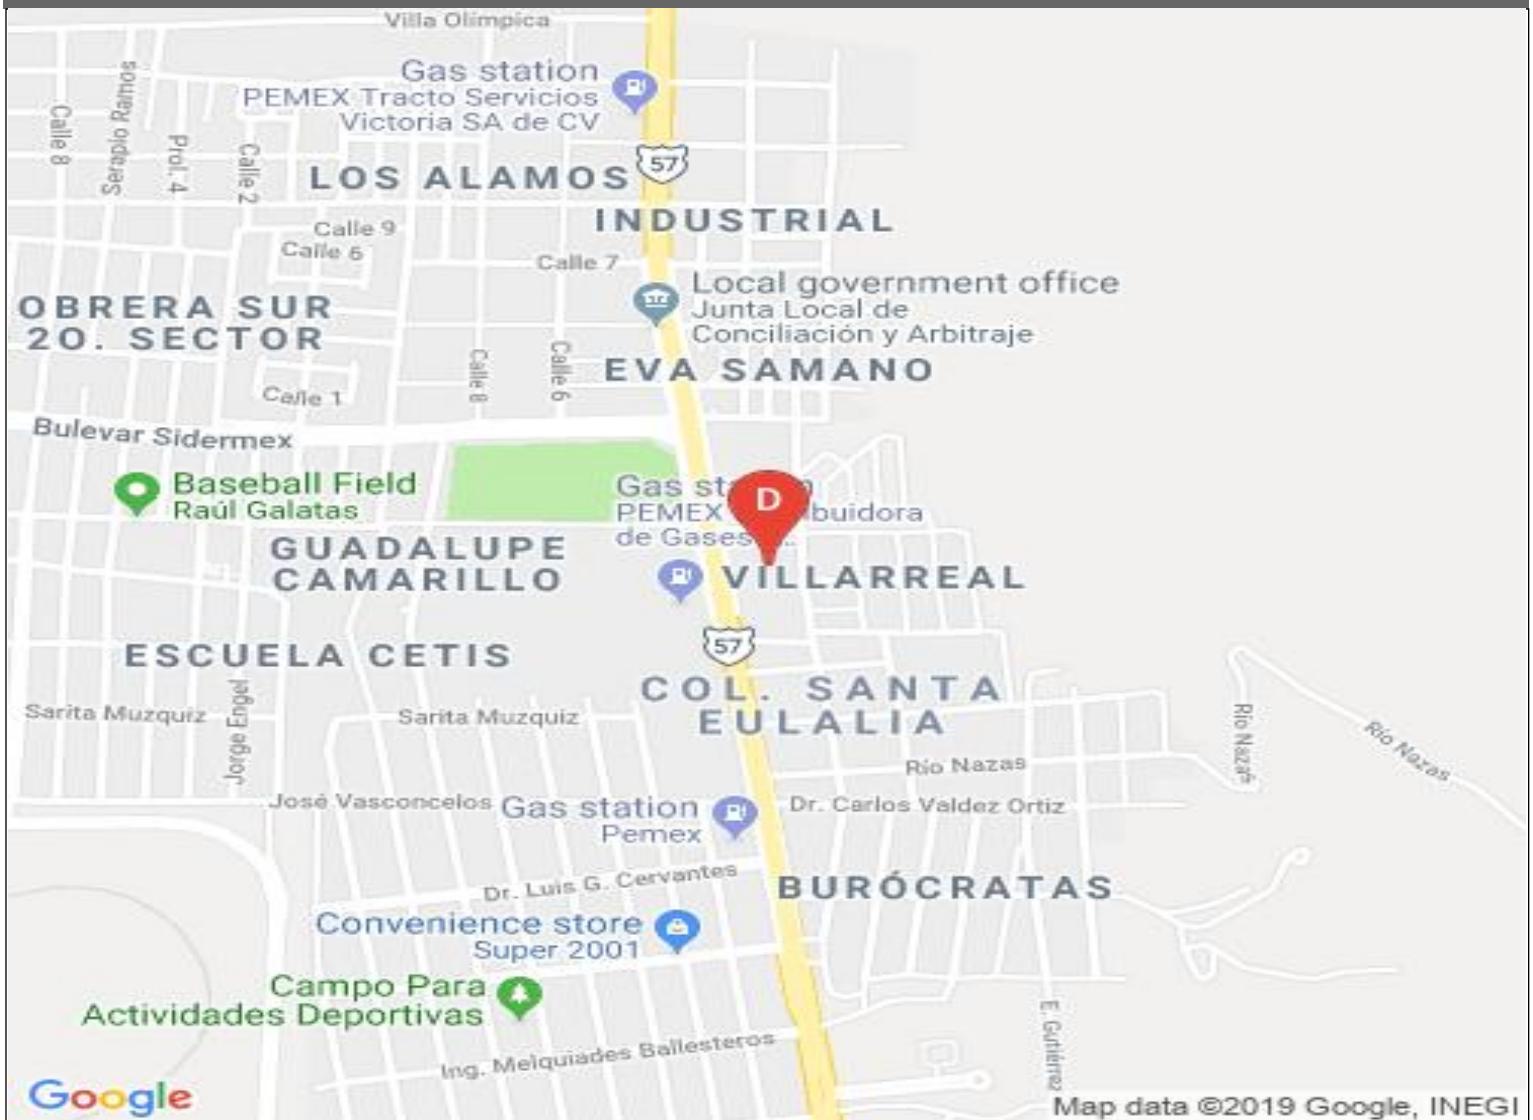 Villa Olímpica
Gas station
PEMEX Tracto Servicios
Victoria SA de CV
Calle 8
Serapio Ramos
Prol. 4
Calle 2
57
LOS ALAMOS
INDUSTRIAL
Calle 9
Calle 6
Calle 7
Local government office
Junta Local de
Conciliación y Arbitraje
OBRERA SUR
2O. SECTOR
EVA SAMANO
Calle 8
Calle 6
Calle 1
Bulevar Sidermex
Baseball Field
Raúl Galatas
Gas
D
PEMEX
de Gases
GUADALUPE
CAMARILLO
VILLARREAL
57
ESCUELA CETIS
COL. SANTA
EULALIA
Sarita Muzquiz
Jorge Engel
Sarita Muzquiz
Río Nazas
Río Nazas
Río Nazas
José Vasconcelos
Gas station
Pemex
Dr. Carlos Valdez Ortiz
Dr. Luis G. Cervantes
BURÓCRATAS
Convenience store
Super 2001
Campo Para
Actividades Deportivas
E. Gutiérrez
Ing. Melquiades Ballesteros
Google
Map data ©2019 Google, INEGI